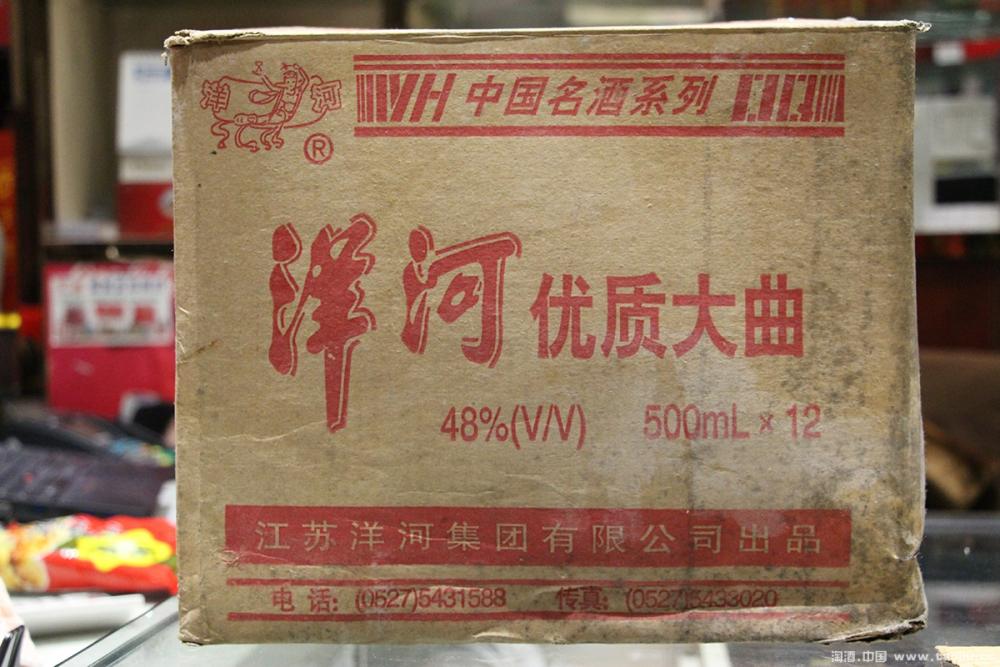 洋河
®
YH 中国名酒系列 DQ
洋河 优质大曲
48%(V/V) 500mL × 12
江苏洋河集团有限公司出品
电话: (0527)5431588 传真: (0527)5433020
淘酒.中国